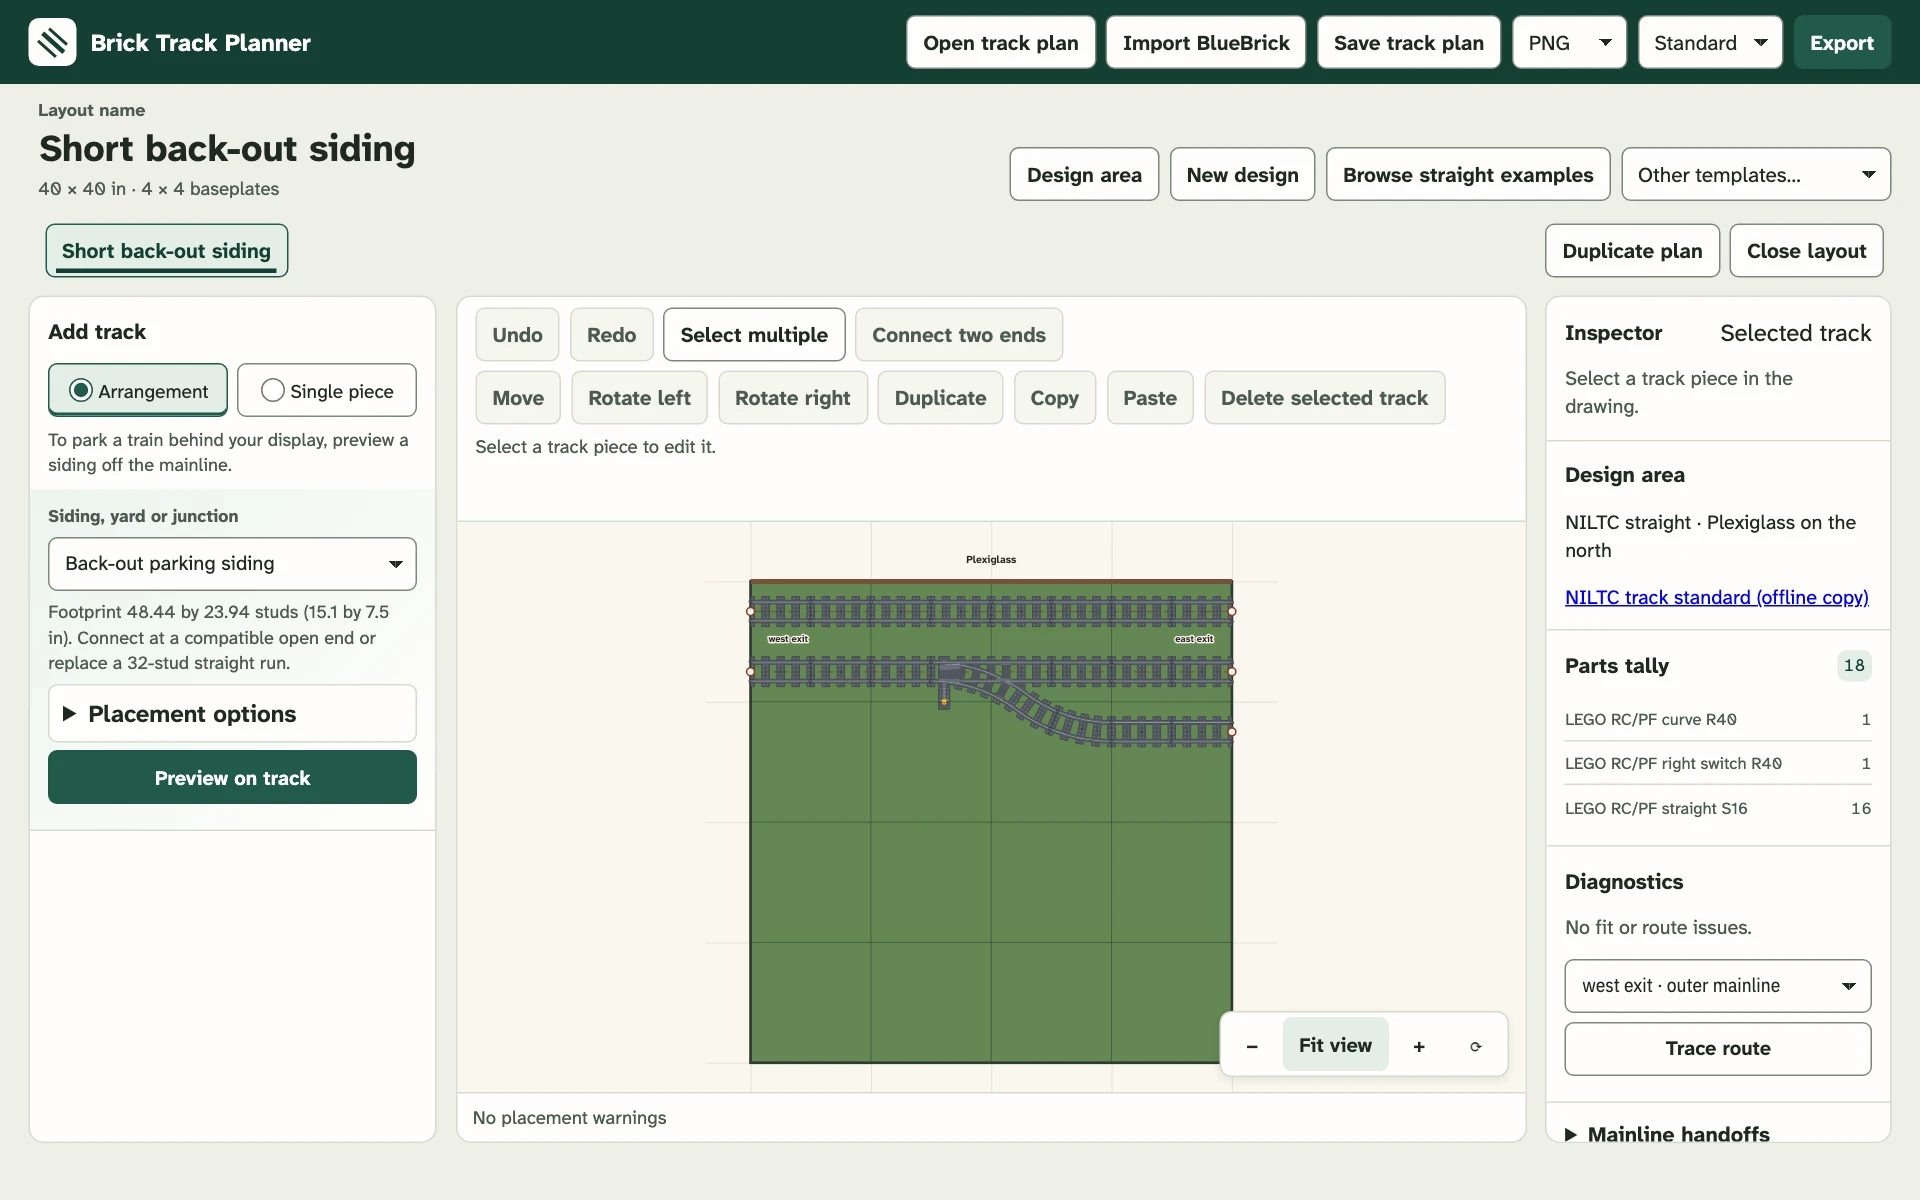 Brick Track Planner
Open track plan
Import BlueBrick
Save track plan
PNG
Standard
Export
Layout name
Short back-out siding
40 × 40 in · 4 × 4 baseplates
Design area
New design
Browse straight examples
Other templates...
Short back-out siding
Duplicate plan
Close layout
Add track
Arrangement
Single piece
To park a train behind your display, preview a
siding off the mainline.
Siding, yard or junction
Back-out parking siding
Footprint 48.44 by 23.94 studs (15.1 by 7.5
in). Connect at a compatible open end or
replace a 32-stud straight run.
Placement options
Preview on track
Undo
Redo
Select multiple
Connect two ends
Move
Rotate left
Rotate right
Duplicate
Copy
Paste
Delete selected track
Select a track piece to edit it.
Plexiglass
west exit
east exit
Fit view
No placement warnings
Inspector
Selected track
Select a track piece in the
drawing.
Design area
NILTC straight · Plexiglass on the
north
NILTC track standard (offline copy)
Parts tally
18
LEGO RC/PF curve R40
1
LEGO RC/PF right switch R40
1
LEGO RC/PF straight S16
16
Diagnostics
No fit or route issues.
west exit · outer mainline
Trace route
Mainline handoffs